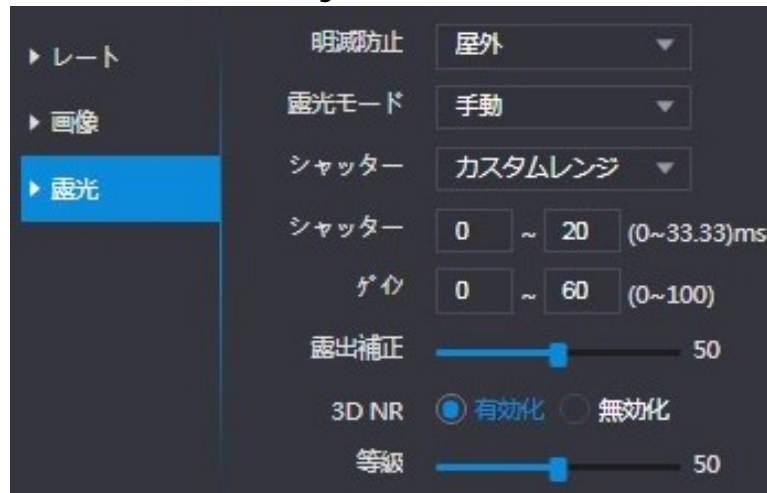 レート
画像
露光
明滅防止 屋外
露光モード 手動
シャッター カスタムレンジ
シャッター 0 ~ 20 (0~33.33)ms
ｹﾞｲﾝ 0 ~ 60 (0~100)
露出補正 50
3D NR 有効化 無効化
等級 50